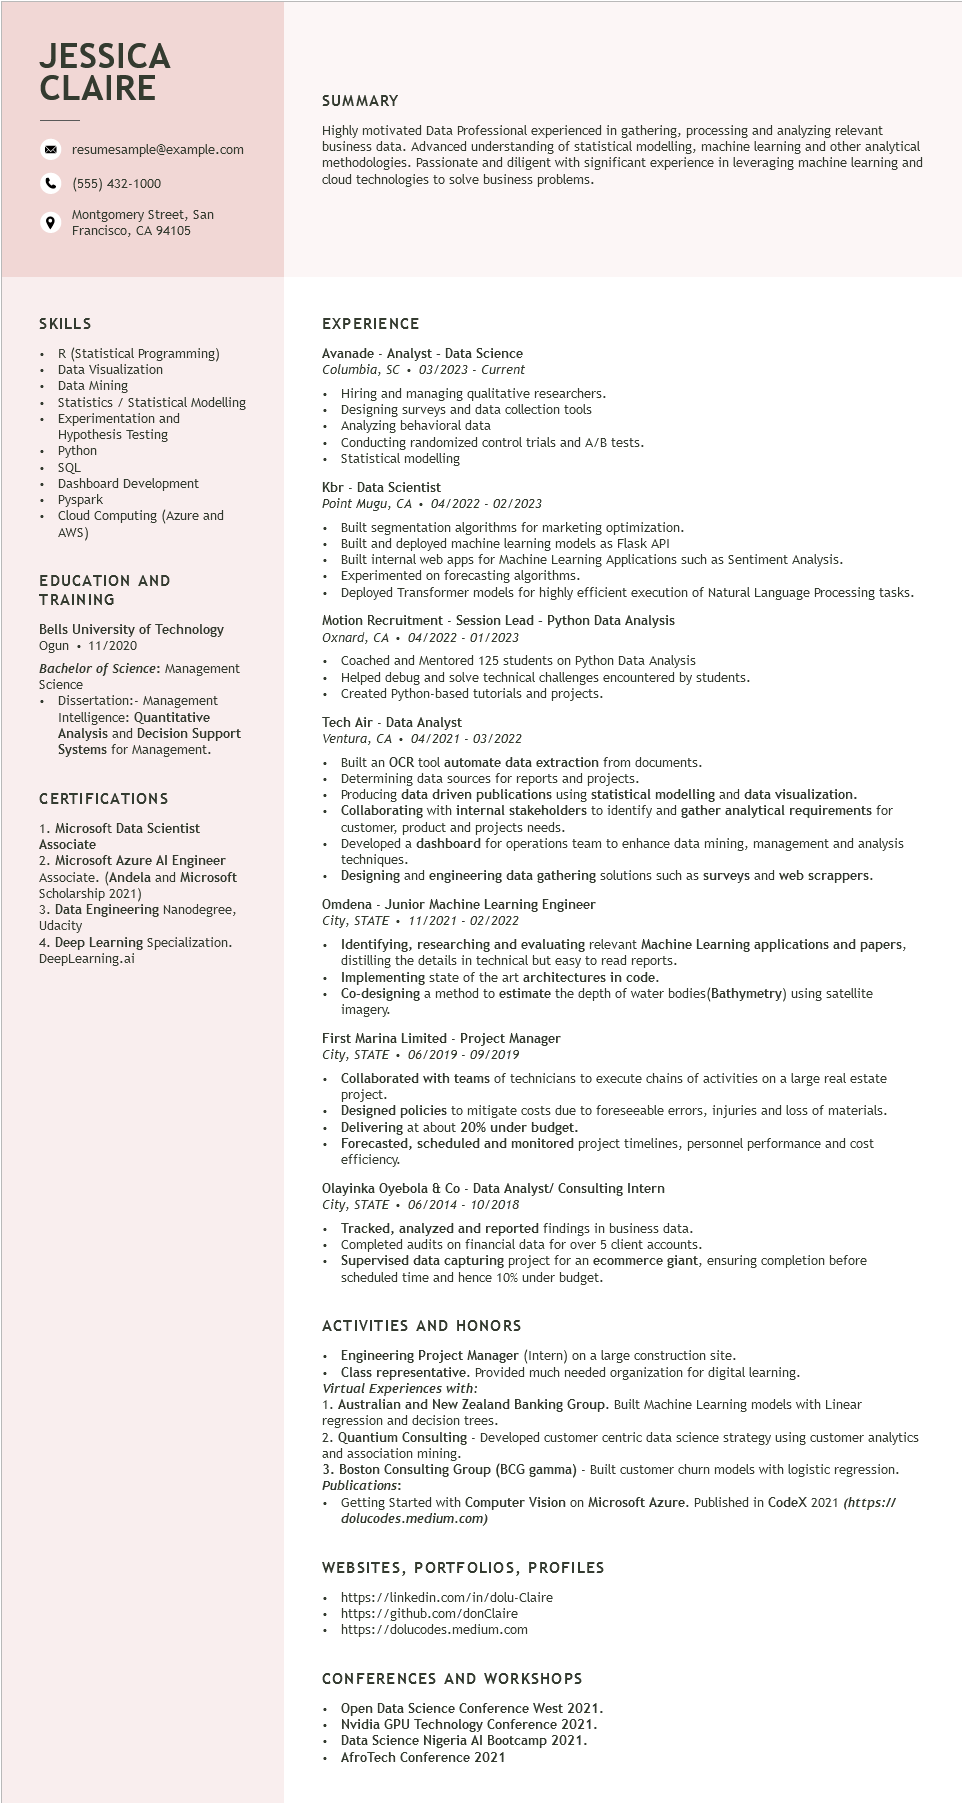 JESSICA
CLAIRE
resumesample@example.com
(555) 432-1000
Montgomery Street, San
Francisco, CA 94105
SUMMARY
Highly motivated Data Professional experienced in gathering, processing and analyzing relevant
business data. Advanced understanding of statistical modelling, machine learning and other analytical
methodologies. Passionate and diligent with significant experience in leveraging machine learning and
cloud technologies to solve business problems.
SKILLS
• R (Statistical Programming)
• Data Visualization
• Data Mining
• Statistics / Statistical Modelling
• Experimentation and
Hypothesis Testing
• Python
• SQL
• Dashboard Development
• Pyspark
• Cloud Computing (Azure and
AWS)
EDUCATION AND
TRAINING
Bells University of Technology
Ogun • 11/2020
Bachelor of Science: Management
Science
• Dissertation:- Management
Intelligence: Quantitative
Analysis and Decision Support
Systems for Management.
CERTIFICATIONS
1. Microsoft Data Scientist
Associate
2. Microsoft Azure AI Engineer
Associate. (Andela and Microsoft
Scholarship 2021)
3. Data Engineering Nanodegree,
Udacity
4. Deep Learning Specialization.
DeepLearning.ai
EXPERIENCE
Avanade - Analyst - Data Science
Columbia, SC • 03/2023 - Current
• Hiring and managing qualitative researchers.
• Designing surveys and data collection tools
• Analyzing behavioral data
• Conducting randomized control trials and A/B tests.
• Statistical modelling
Kbr - Data Scientist
Point Mugu, CA • 04/2022 - 02/2023
• Built segmentation algorithms for marketing optimization.
• Built and deployed machine learning models as Flask API
• Built internal web apps for Machine Learning Applications such as Sentiment Analysis.
• Experimented on forecasting algorithms.
• Deployed Transformer models for highly efficient execution of Natural Language Processing tasks.
Motion Recruitment - Session Lead – Python Data Analysis
Oxnard, CA • 04/2022 - 01/2023
• Coached and Mentored 125 students on Python Data Analysis
• Helped debug and solve technical challenges encountered by students.
• Created Python-based tutorials and projects.
Tech Air - Data Analyst
Ventura, CA • 04/2021 - 03/2022
• Built an OCR tool automate data extraction from documents.
• Determining data sources for reports and projects.
• Producing data driven publications using statistical modelling and data visualization.
• Collaborating with internal stakeholders to identify and gather analytical requirements for
customer, product and projects needs.
• Developed a dashboard for operations team to enhance data mining, management and analysis
techniques.
• Designing and engineering data gathering solutions such as surveys and web scrappers.
Omdena - Junior Machine Learning Engineer
City, STATE • 11/2021 - 02/2022
• Identifying, researching and evaluating relevant Machine Learning applications and papers,
distilling the details in technical but easy to read reports.
• Implementing state of the art architectures in code.
• Co-designing a method to estimate the depth of water bodies(Bathymetry) using satellite
imagery.
First Marina Limited - Project Manager
City, STATE • 06/2019 - 09/2019
• Collaborated with teams of technicians to execute chains of activities on a large real estate
project.
• Designed policies to mitigate costs due to foreseeable errors, injuries and loss of materials.
• Delivering at about 20% under budget.
• Forecasted, scheduled and monitored project timelines, personnel performance and cost
efficiency.
Olayinka Oyebola & Co - Data Analyst/ Consulting Intern
City, STATE • 06/2014 - 10/2018
• Tracked, analyzed and reported findings in business data.
• Completed audits on financial data for over 5 client accounts.
• Supervised data capturing project for an ecommerce giant, ensuring completion before
scheduled time and hence 10% under budget.
ACTIVITIES AND HONORS
• Engineering Project Manager (Intern) on a large construction site.
• Class representative. Provided much needed organization for digital learning.
Virtual Experiences with:
1. Australian and New Zealand Banking Group. Built Machine Learning models with Linear
regression and decision trees.
2. Quantium Consulting - Developed customer centric data science strategy using customer analytics
and association mining.
3. Boston Consulting Group (BCG gamma) - Built customer churn models with logistic regression.
Publications:
• Getting Started with Computer Vision on Microsoft Azure. Published in CodeX 2021 (https://
dolucodes.medium.com)
WEBSITES, PORTFOLIOS, PROFILES
• https://linkedin.com/in/dolu-Claire
• https://github.com/donClaire
• https://dolucodes.medium.com
CONFERENCES AND WORKSHOPS
• Open Data Science Conference West 2021.
• Nvidia GPU Technology Conference 2021.
• Data Science Nigeria AI Bootcamp 2021.
• AfroTech Conference 2021